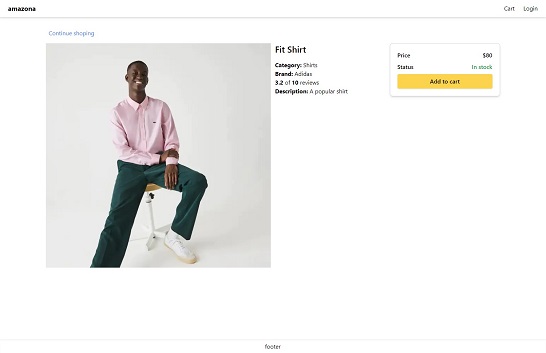 amazona
Cart
Login
Continue shoping
Fit Shirt
Category: Shirts
Brand: Adidas
3.2 of 10 reviews
Description: A popular shirt
Price $80
Status In stock
Add to cart
footer